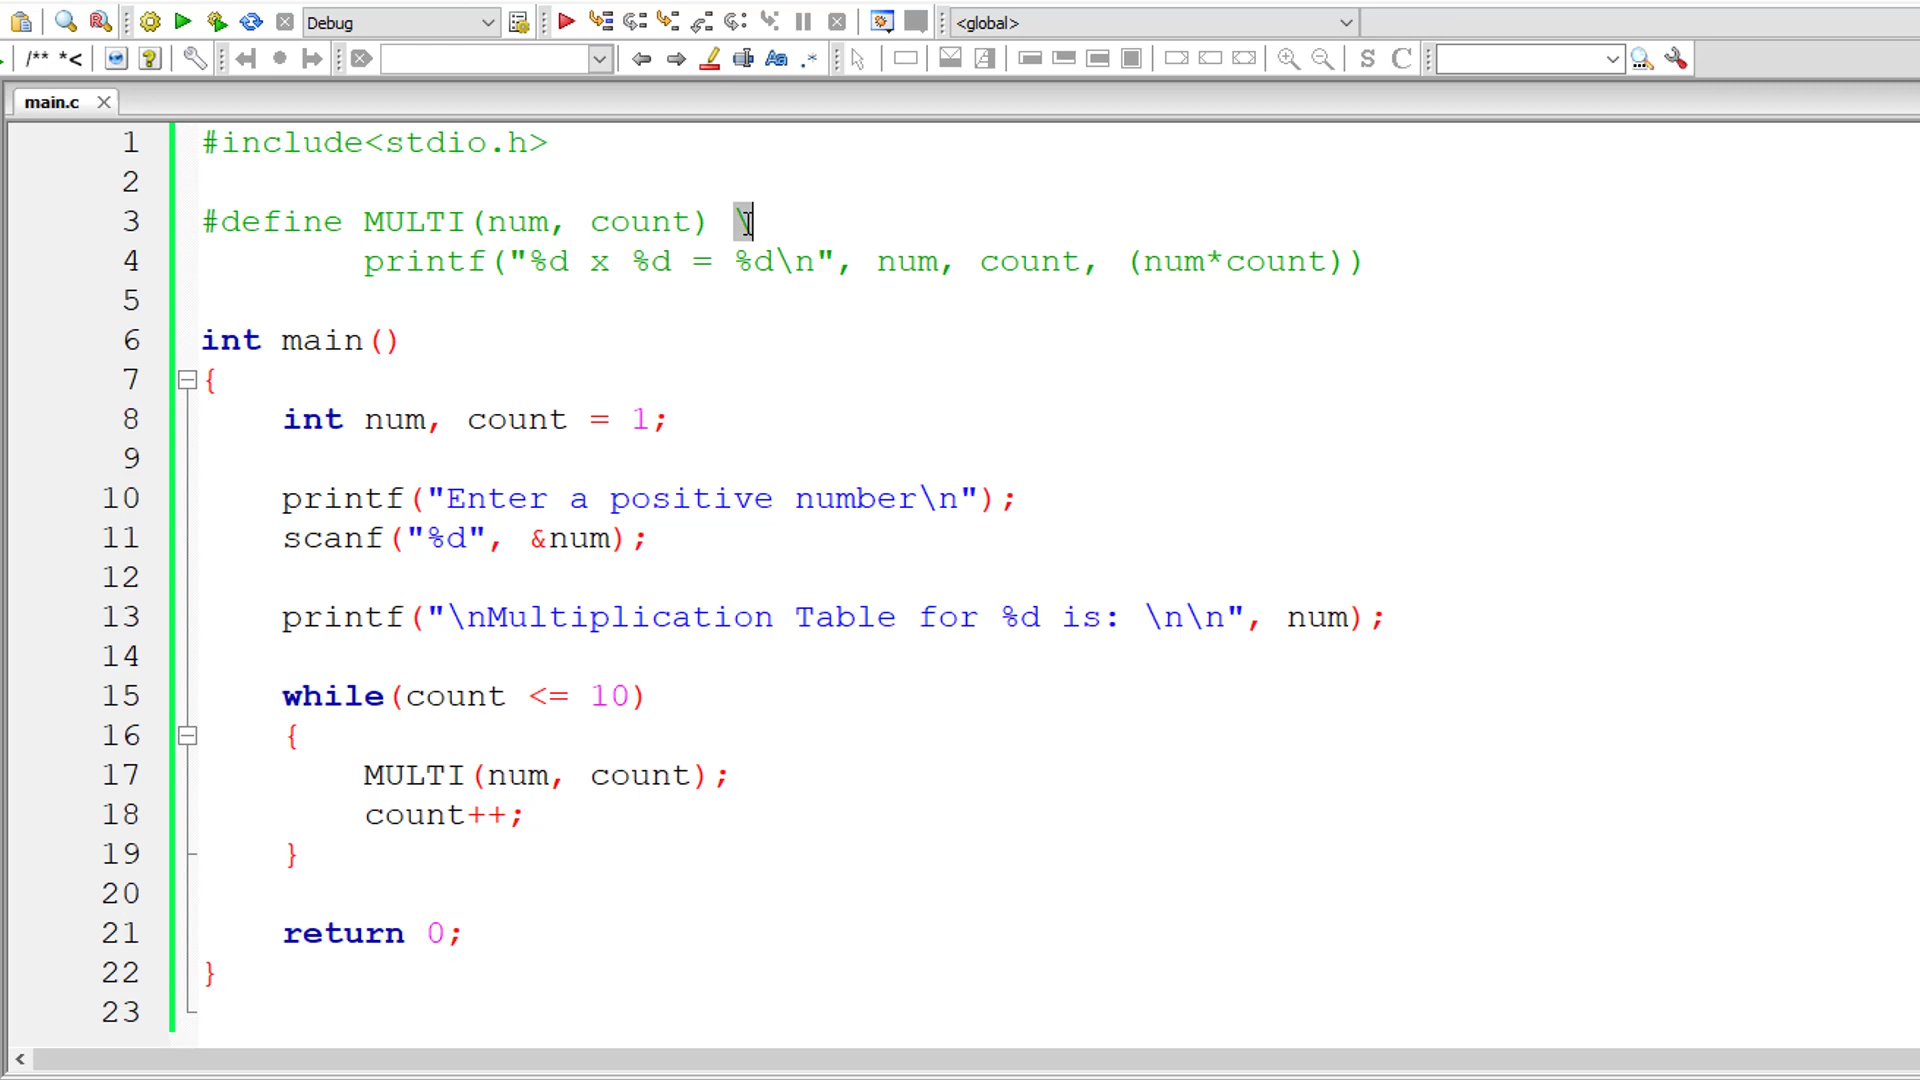 Debug
<global>
/** *<
Aa .*
S C
main.c
1 #include<stdio.h>
2
3 #define MULTI(num, count) \
4 printf("%d x %d = %d\n", num, count, (num*count))
5
6 int main()
7 {
8 int num, count = 1;
9
10 printf("Enter a positive number\n");
11 scanf("%d", &num);
12
13 printf("\nMultiplication Table for %d is: \n\n", num);
14
15 while(count <= 10)
16 {
17 MULTI(num, count);
18 count++;
19 }
20
21 return 0;
22 }
23